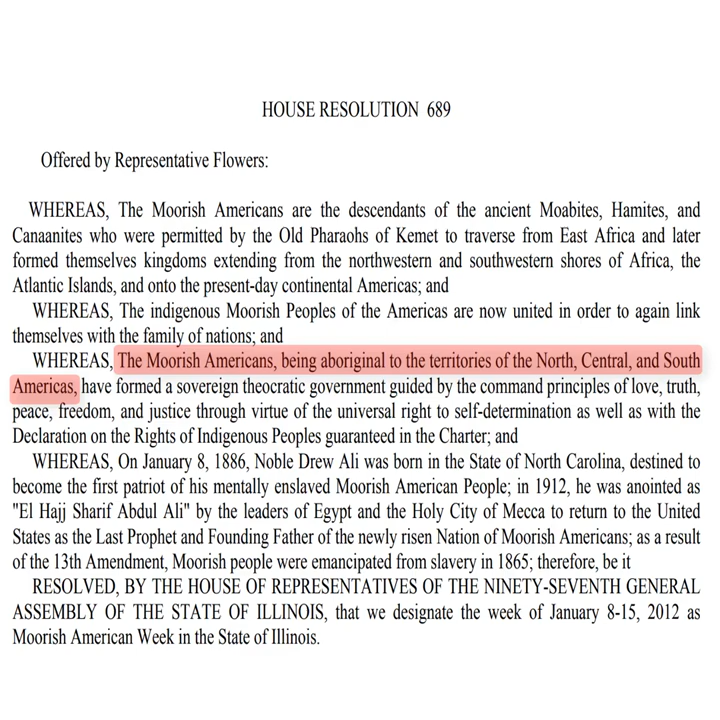 HOUSE RESOLUTION 689
Offered by Representative Flowers:
WHEREAS, The Moorish Americans are the descendants of the ancient Moabites, Hamites, and
Canaanites who were permitted by the Old Pharaohs of Kemet to traverse from East Africa and later
formed themselves kingdoms extending from the northwestern and southwestern shores of Africa, the
Atlantic Islands, and onto the present-day continental Americas; and
WHEREAS, The indigenous Moorish Peoples of the Americas are now united in order to again link
themselves with the family of nations; and
WHEREAS, The Moorish Americans, being aboriginal to the territories of the North, Central, and South
Americas, have formed a sovereign theocratic government guided by the command principles of love, truth,
peace, freedom, and justice through virtue of the universal right to self-determination as well as with the
Declaration on the Rights of Indigenous Peoples guaranteed in the Charter; and
WHEREAS, On January 8, 1886, Noble Drew Ali was born in the State of North Carolina, destined to
become the first patriot of his mentally enslaved Moorish American People; in 1912, he was anointed as
"El Hajj Sharif Abdul Ali" by the leaders of Egypt and the Holy City of Mecca to return to the United
States as the Last Prophet and Founding Father of the newly risen Nation of Moorish Americans; as a result
of the 13th Amendment, Moorish people were emancipated from slavery in 1865; therefore, be it
RESOLVED, BY THE HOUSE OF REPRESENTATIVES OF THE NINETY-SEVENTH GENERAL
ASSEMBLY OF THE STATE OF ILLINOIS, that we designate the week of January 8-15, 2012 as
Moorish American Week in the State of Illinois.